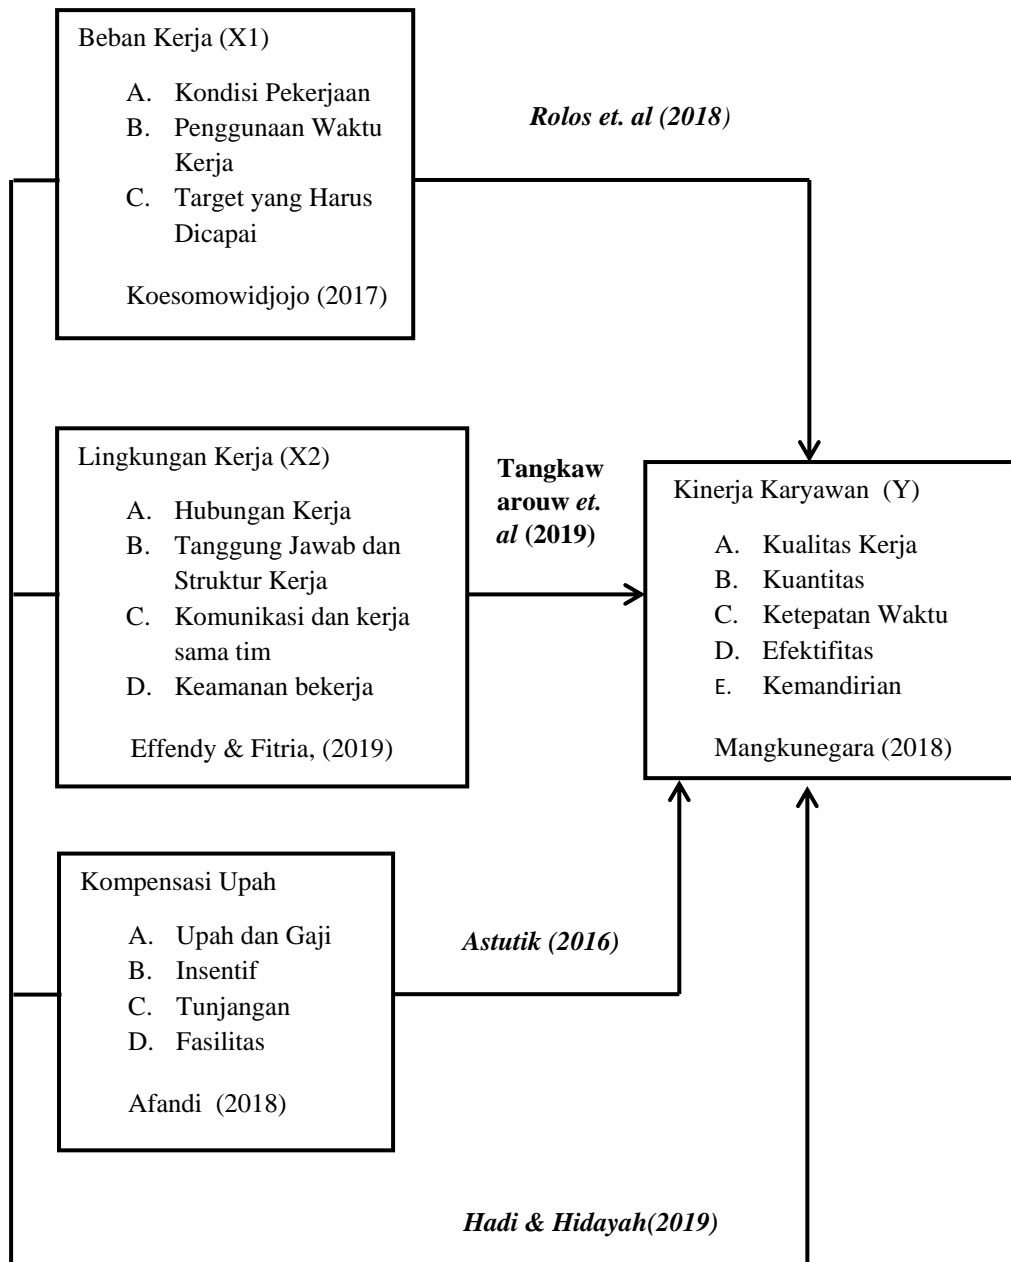 Beban Kerja (X1)
A. Kondisi Pekerjaan
B. Penggunaan Waktu
Kerja
C. Target yang Harus
Dicapai
Koesomowidjojo (2017)
Rolos et. al (2018)
Lingkungan Kerja (X2)
A. Hubungan Kerja
B. Tanggung Jawab dan
Struktur Kerja
C. Komunikasi dan kerja
sama tim
D. Keamanan bekerja
Effendy & Fitria, (2019)
Tangkaw
arouw et.
al (2019)
Kinerja Karyawan (Y)
A. Kualitas Kerja
B. Kuantitas
C. Ketepatan Waktu
D. Efektifitas
E. Kemandirian
Mangkunegara (2018)
Kompensasi Upah
A. Upah dan Gaji
B. Insentif
C. Tunjangan
D. Fasilitas
Afandi (2018)
Astutik (2016)
Hadi & Hidayah(2019)